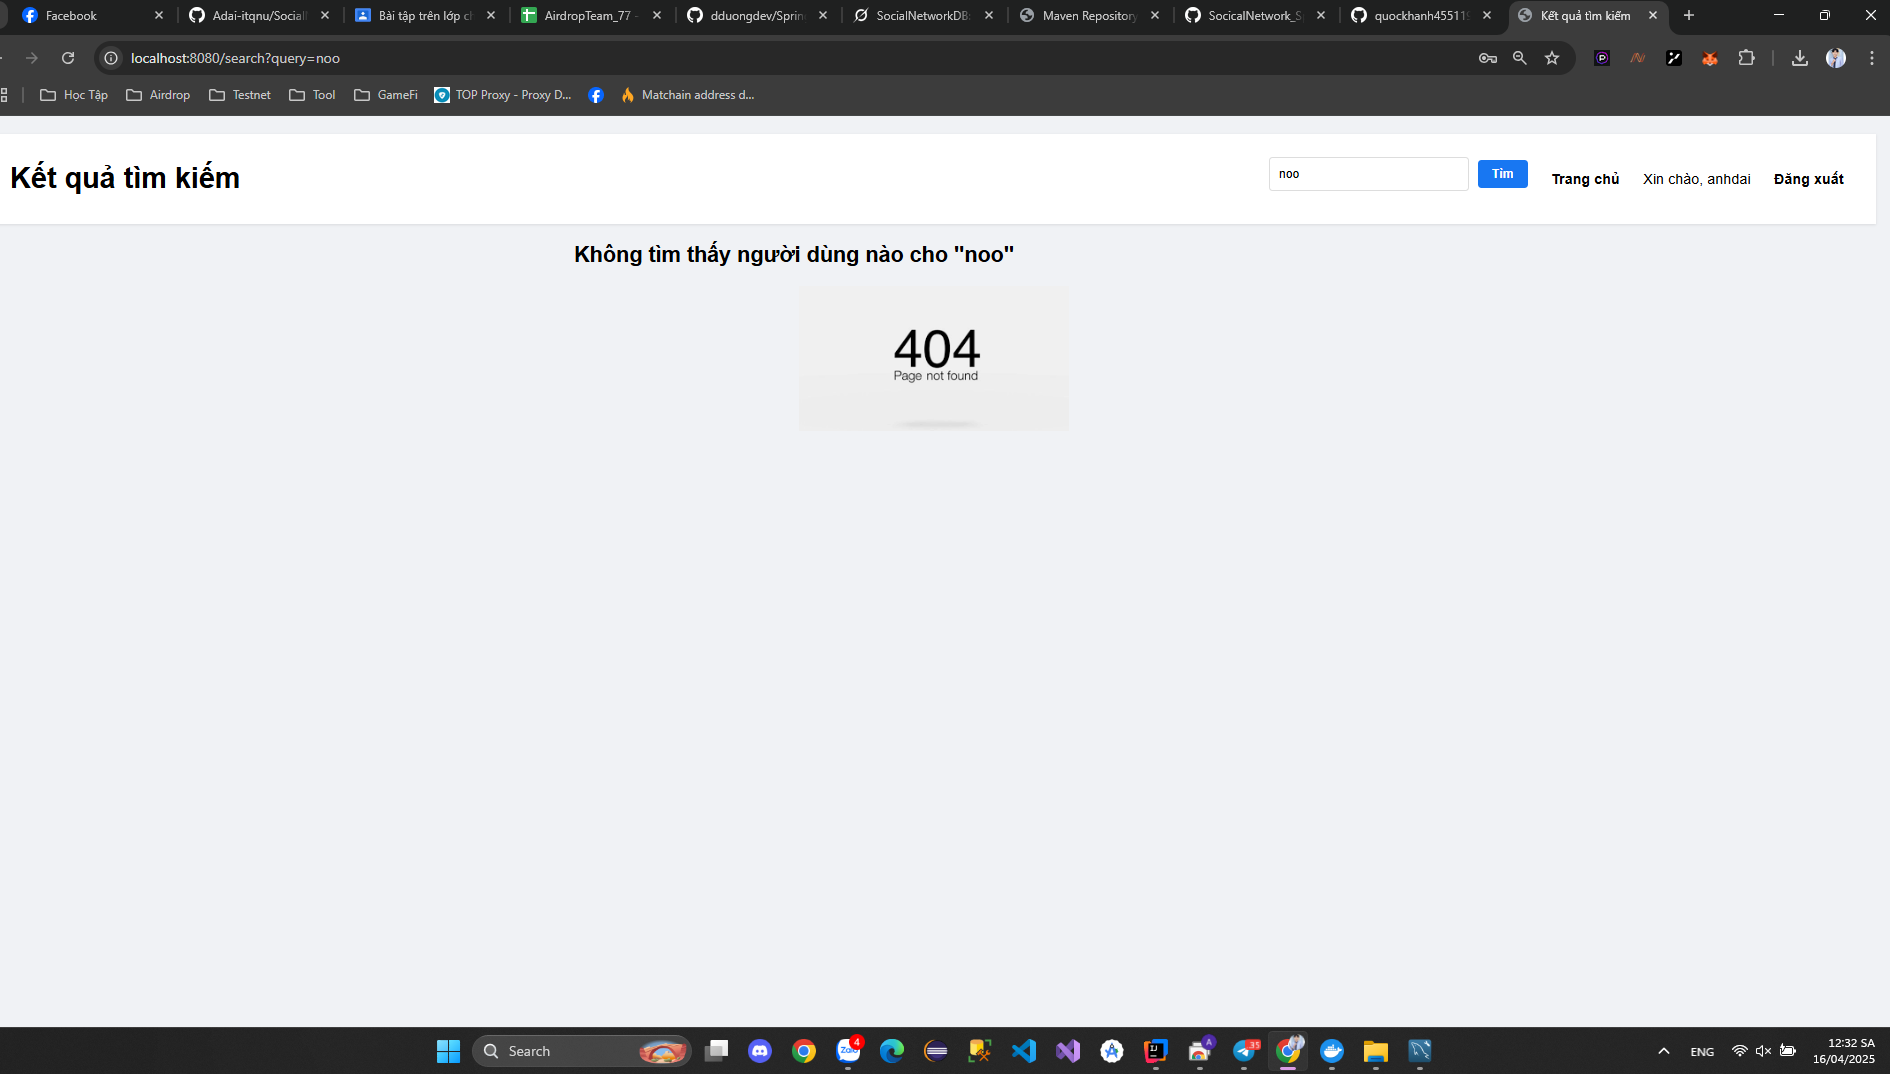 Facebook
Adai-itqnu/Social
Bài tập trên lớp ch
AirdropTeam_77 -
dduongdev/Sprin
SocialNetworkDB
Maven Repository
SocicalNetwork_S
quockhanh455119
Kết quả tìm kiếm
localhost:8080/search?query=noo
Học Tập
Airdrop
Testnet
Tool
GameFi
TOP Proxy - Proxy D...
Matchain address d...
Kết quả tìm kiếm
noo
Tìm
Trang chủ
Xin chào, anhdai
Đăng xuất
Không tìm thấy người dùng nào cho "noo"
404
Page not found
Search
Zalo
4
A
35
ENG
12:32 SA
16/04/2025